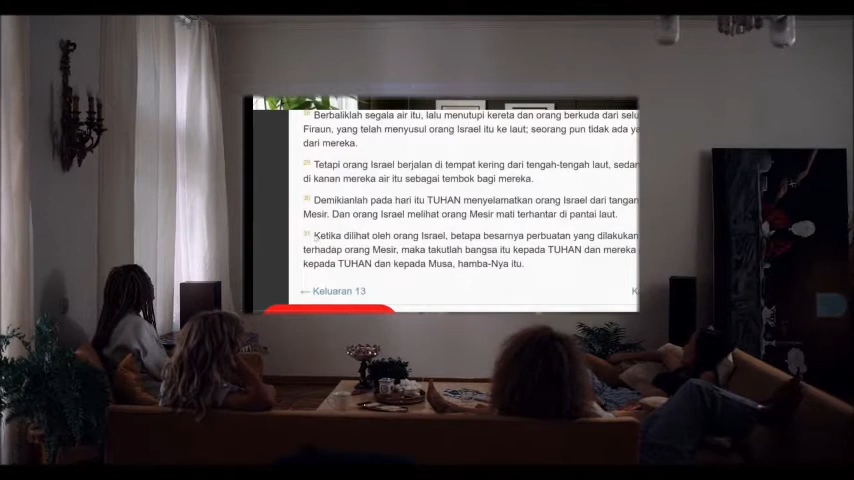 28 Berbaliklah segala air itu, lalu menutupi kereta dan orang berkuda dari selu
Firaun, yang telah menyusul orang Israel itu ke laut; seorang pun tidak ada ya
dari mereka.
29 Tetapi orang Israel berjalan di tempat kering dari tengah-tengah laut, sedan
di kanan mereka air itu sebagai tembok bagi mereka.
30 Demikianlah pada hari itu TUHAN menyelamatkan orang Israel dari tangan
Mesir. Dan orang Israel melihat orang Mesir mati terhantar di pantai laut.
31 Ketika dilihat oleh orang Israel, betapa besarnya perbuatan yang dilakukan
terhadap orang Mesir, maka takutlah bangsa itu kepada TUHAN dan mereka
kepada TUHAN dan kepada Musa, hamba-Nya itu.
← Keluaran 13
K